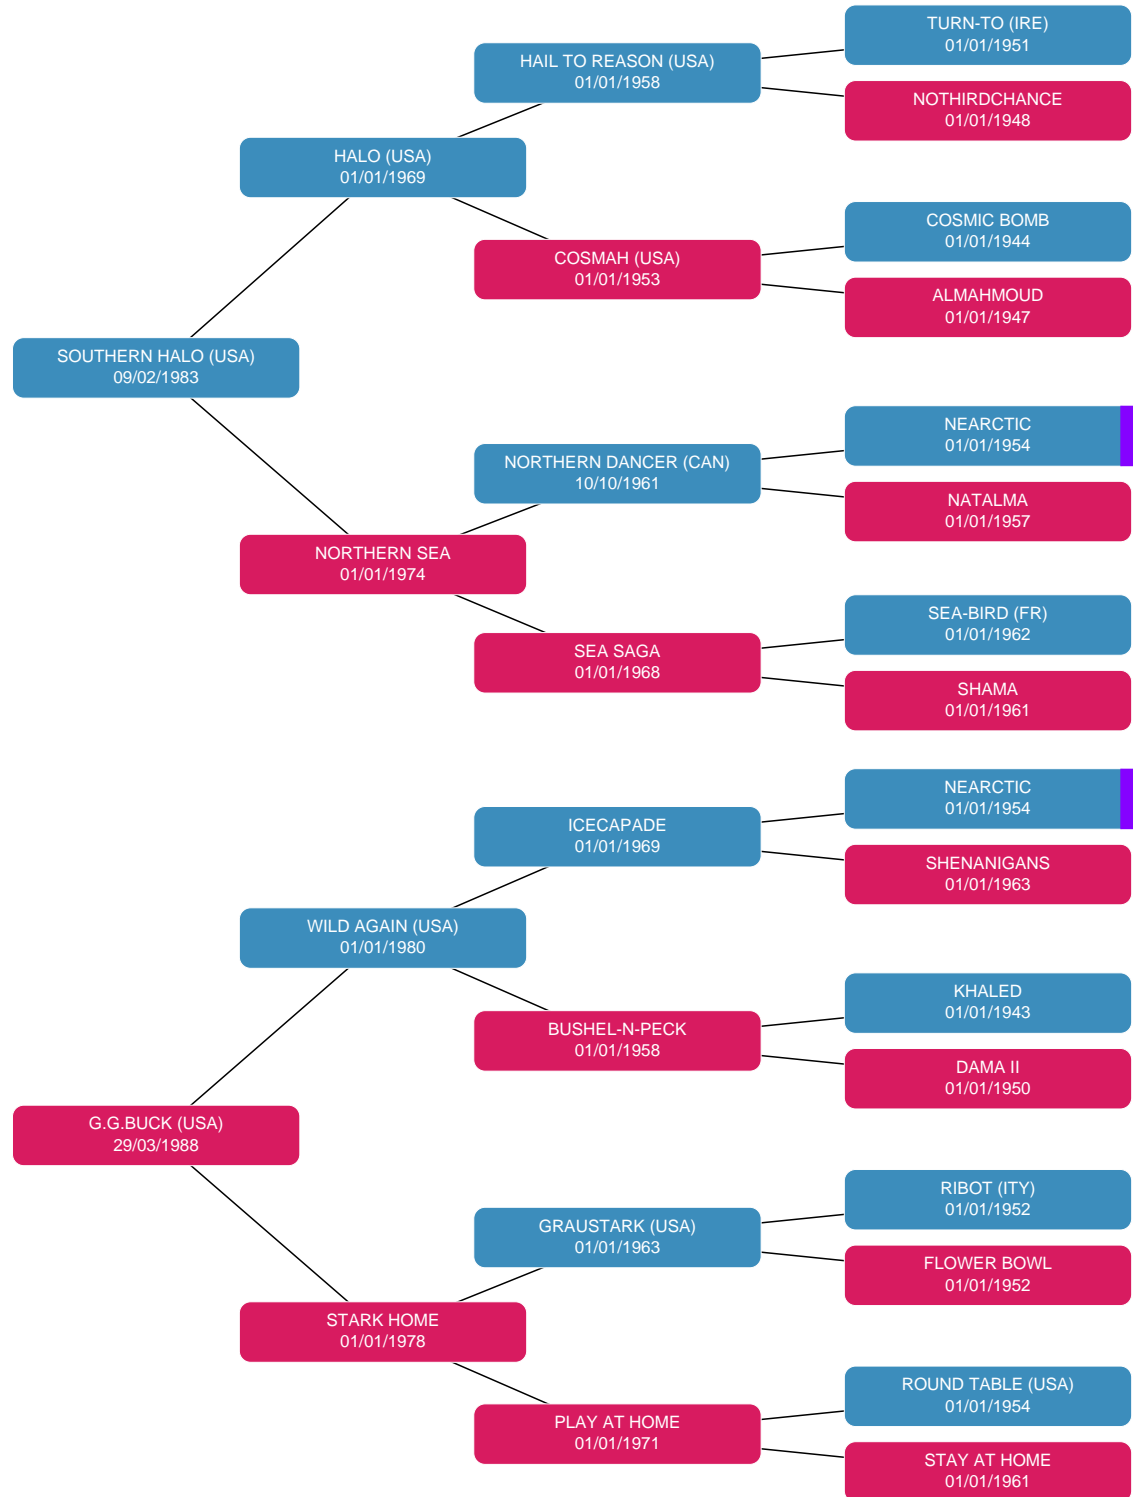 TURN-TO (IRE)
01/01/1951
HAIL TO REASON (USA)
01/01/1958
NOTHIRDCHANCE
01/01/1948
HALO (USA)
01/01/1969
COSMIC BOMB
01/01/1944
COSMAH (USA)
01/01/1953
ALMAHMOUD
01/01/1947
SOUTHERN HALO (USA)
09/02/1983
NEARCTIC
01/01/1954
NORTHERN DANCER (CAN)
10/10/1961
NATALMA
01/01/1957
NORTHERN SEA
01/01/1974
SEA-BIRD (FR)
01/01/1962
SEA SAGA
01/01/1968
SHAMA
01/01/1961
NEARCTIC
01/01/1954
ICECAPADE
01/01/1969
SHENANIGANS
01/01/1963
WILD AGAIN (USA)
01/01/1980
KHALED
01/01/1943
BUSHEL-N-PECK
01/01/1958
DAMA II
01/01/1950
G.G.BUCK (USA)
29/03/1988
RIBOT (ITY)
01/01/1952
GRAUSTARK (USA)
01/01/1963
FLOWER BOWL
01/01/1952
STARK HOME
01/01/1978
ROUND TABLE (USA)
01/01/1954
PLAY AT HOME
01/01/1971
STAY AT HOME
01/01/1961